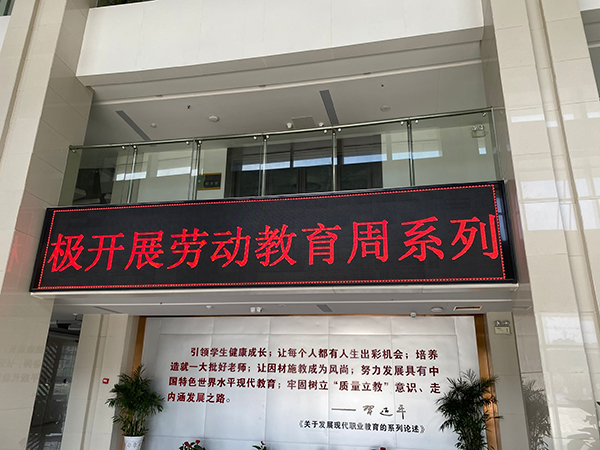 极开展劳动教育周系列
引领学生健康成长；让每个人都有人生出彩机会；培养
造就一大批好老师；让因材施教成为风尚；努力发展具有中
国特色世界水平现代教育；牢固树立“质量立教”意识、走
内涵发展之路。
《关于发展现代职业教育的系列论述》